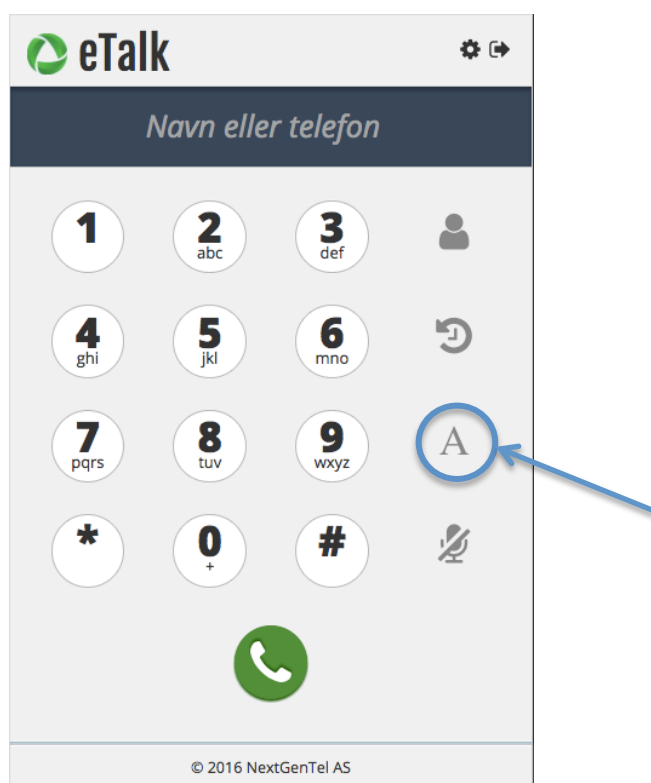 eTalk
Navn eller telefon
1 2 3
abc def
4 5 6
ghi jkl mno
7 8 9 A
pqrs tuv wxyz
* 0 #
+
© 2016 NextGenTel AS